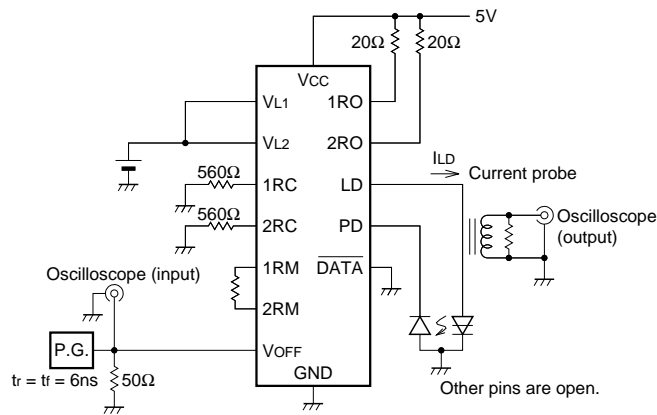 5V
20Ω 20Ω
VCC
VL1 1RO
VL2 2RO
ILD
Current probe
560Ω
1RC LD
Oscilloscope
(output)
560Ω
2RC PD
Oscilloscope (input)
1RM DATA
2RM
P.G.
VOFF
tr = tf = 6ns
50Ω
GND
Other pins are open.